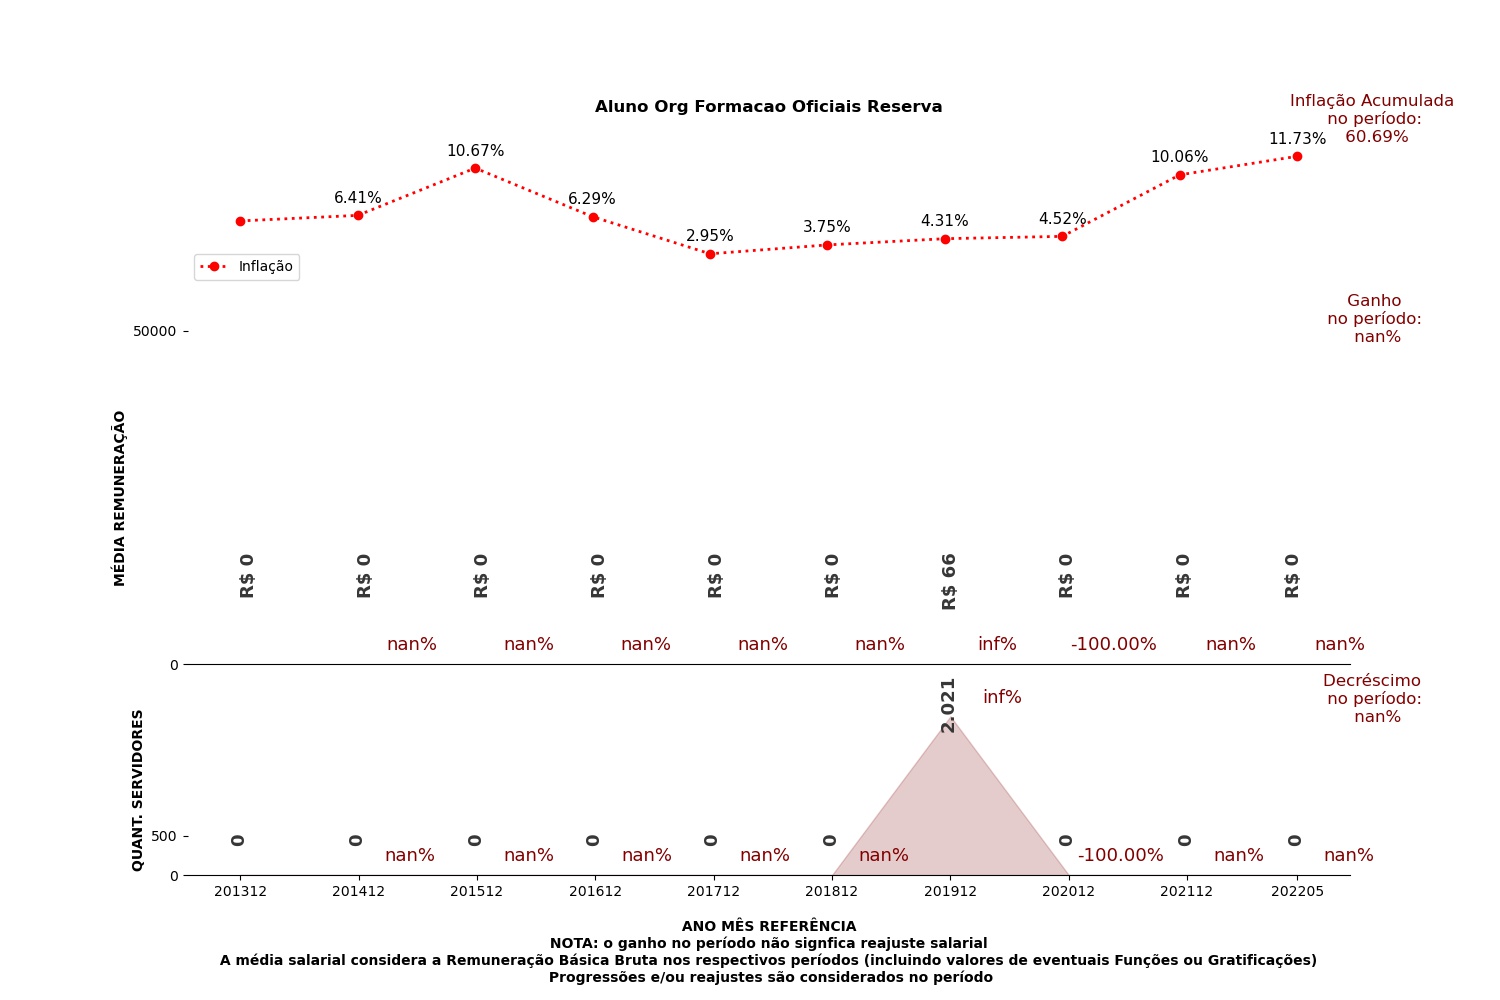 Aluno Org Formacao Oficiais Reserva
Inflação Acumulada
no período:
60.69%
6.41%
10.67%
6.29%
2.95%
3.75%
4.31%
4.52%
10.06%
11.73%
Inflação
Ganho
no período:
nan%
50000
MÉDIA REMUNERAÇÃO
R$ 0
R$ 0
R$ 0
R$ 0
R$ 0
R$ 0
R$ 66
R$ 0
R$ 0
R$ 0
nan%
nan%
nan%
nan%
nan%
inf%
-100.00%
nan%
nan%
0
Decréscimo
no período:
nan%
QUANT. SERVIDORES
2.021
inf%
500
0
0
0
0
0
0
0
0
0
nan%
nan%
nan%
nan%
nan%
-100.00%
nan%
nan%
0
201312
201412
201512
201612
201712
201812
201912
202012
202112
202205
ANO MÊS REFERÊNCIA
NOTA: o ganho no período não signfica reajuste salarial
A média salarial considera a Remuneração Básica Bruta nos respectivos períodos (incluindo valores de eventuais Funções ou Gratificações)
Progressões e/ou reajustes são considerados no período